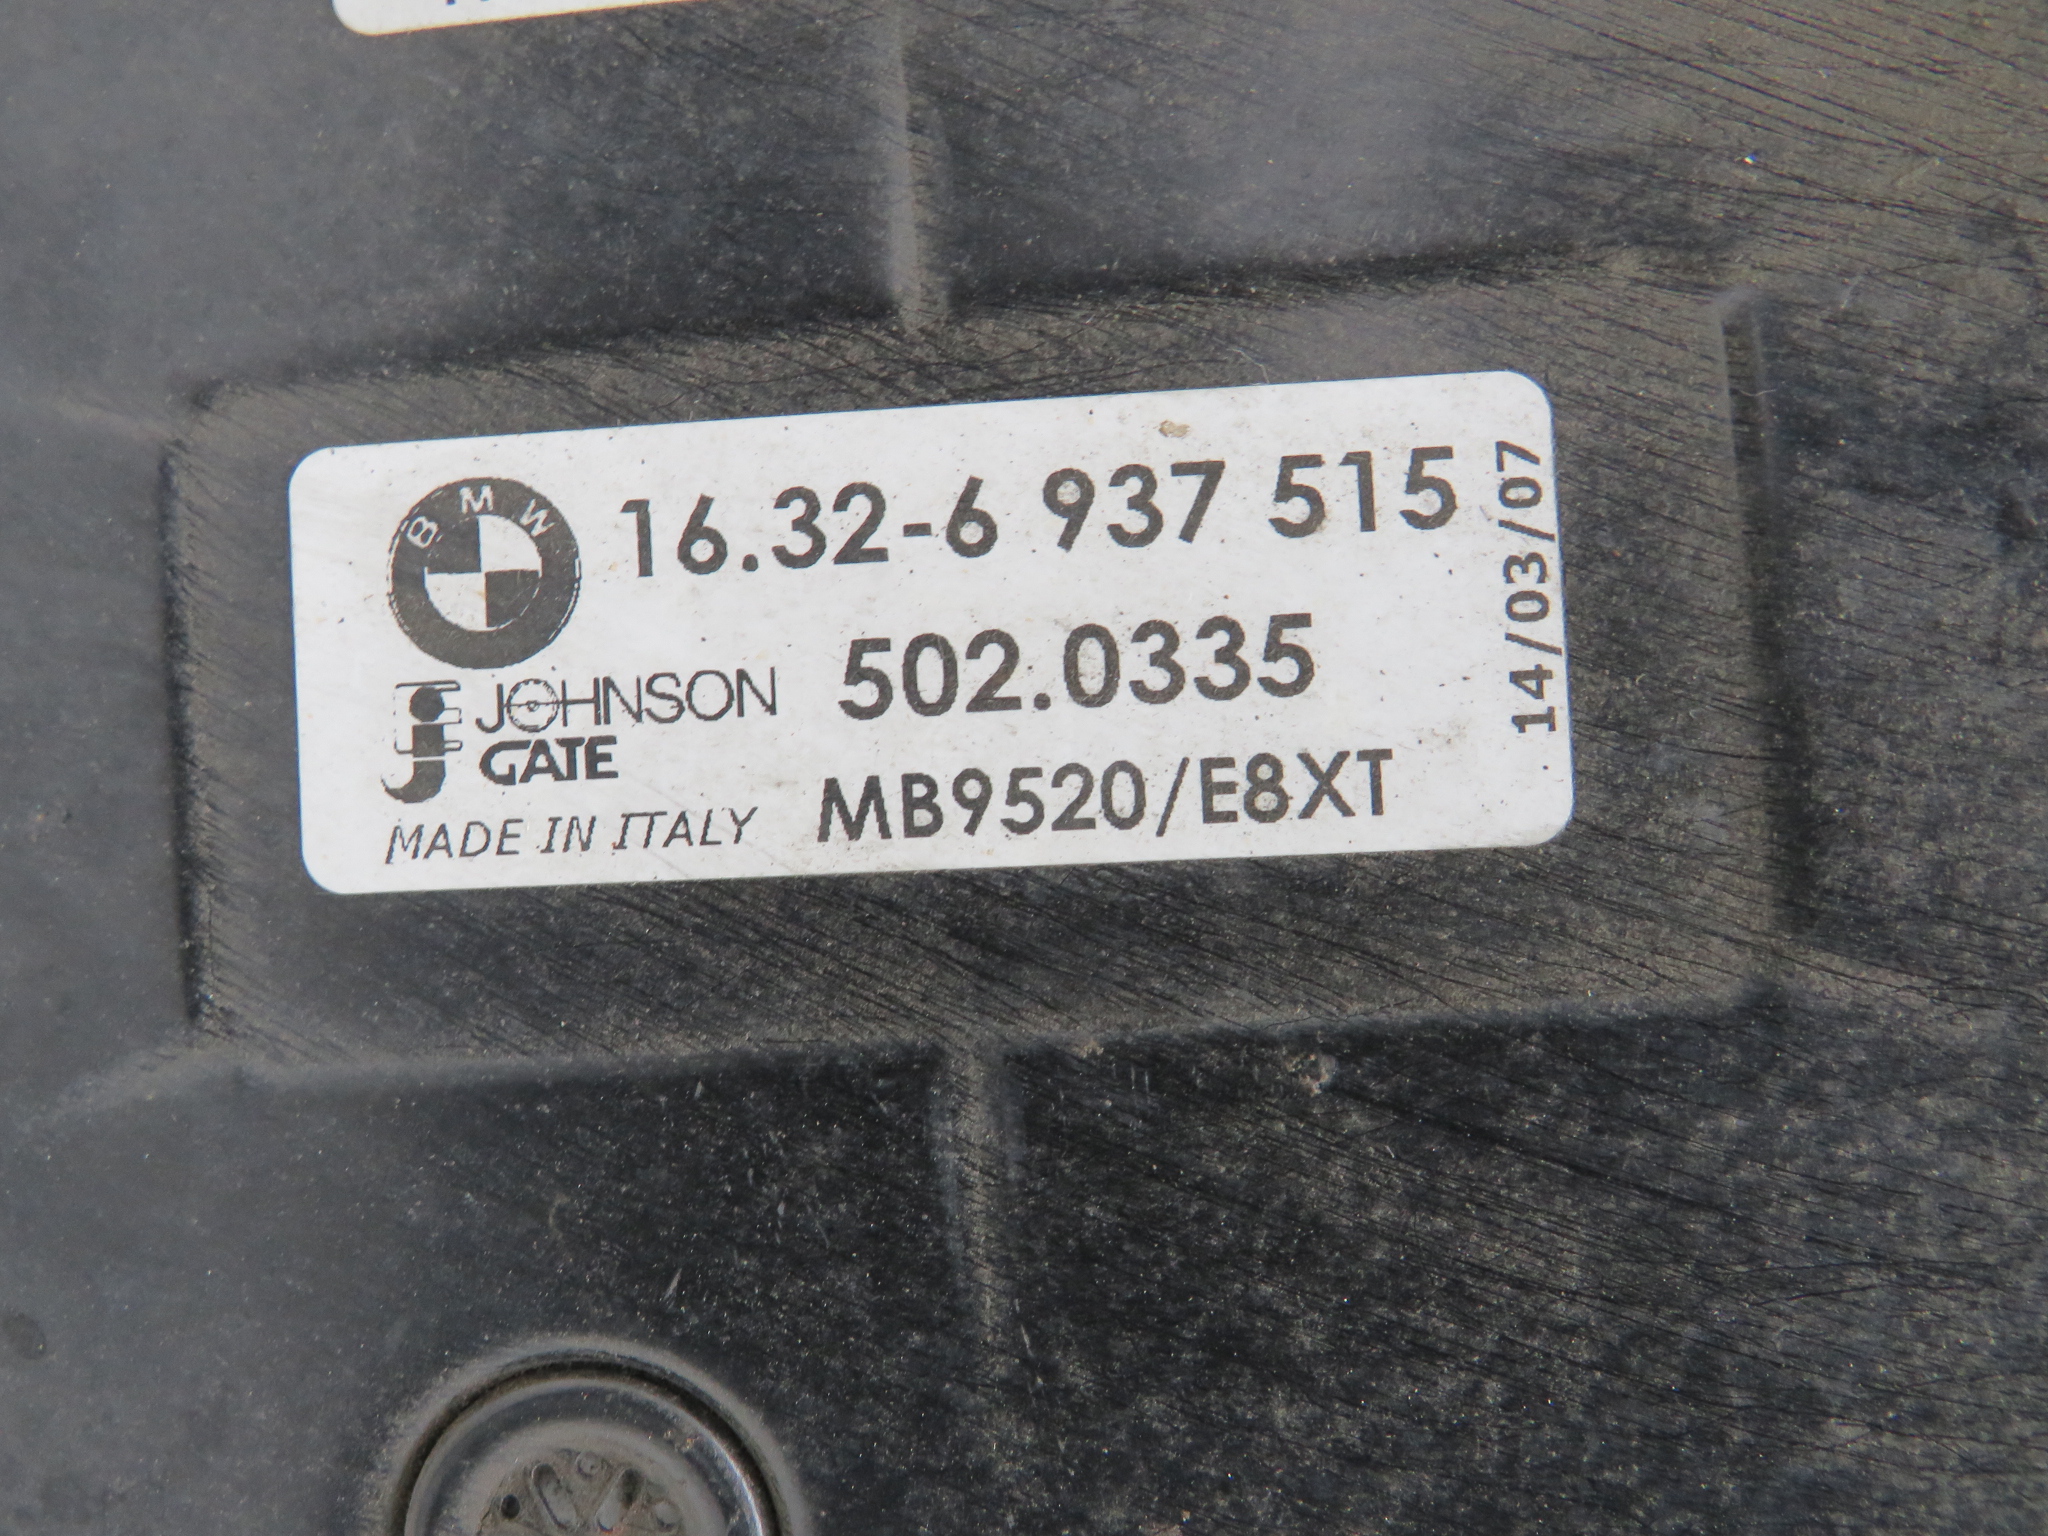 BMW
16.32-6 937 515
14/03/07
JOHNSON
GATE
502.0335
MADE IN ITALY
MB9520/E8XT